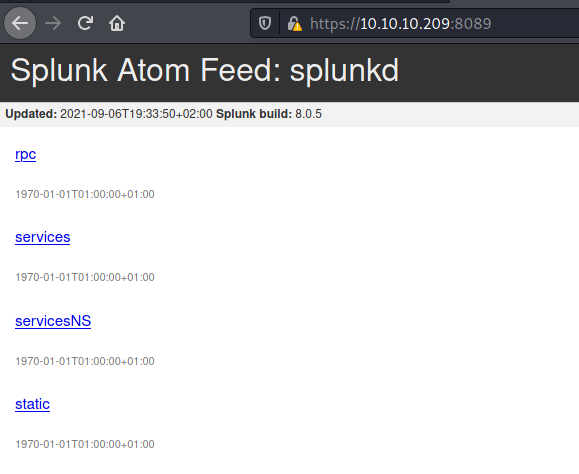 https://10.10.10.209:8089
Splunk Atom Feed: splunkd
Updated: 2021-09-06T19:33:50+02:00 Splunk build: 8.0.5
rpc
1970-01-01T01:00:00+01:00
services
1970-01-01T01:00:00+01:00
servicesNS
1970-01-01T01:00:00+01:00
static
1970-01-01T01:00:00+01:00